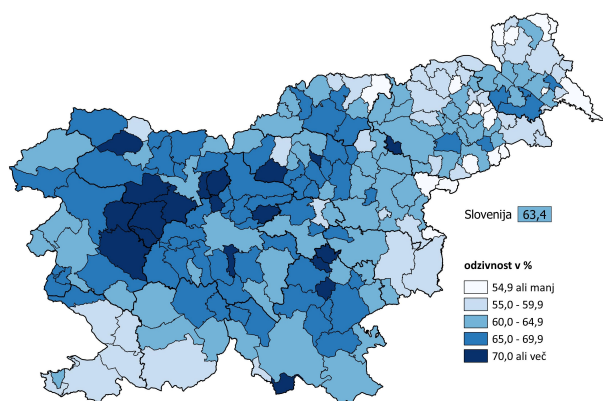 Slovenija 63,4
odzivnost v %
54,9 ali manj
55,0 - 59,9
60,0 - 64,9
65,0 - 69,9
70,0 ali več